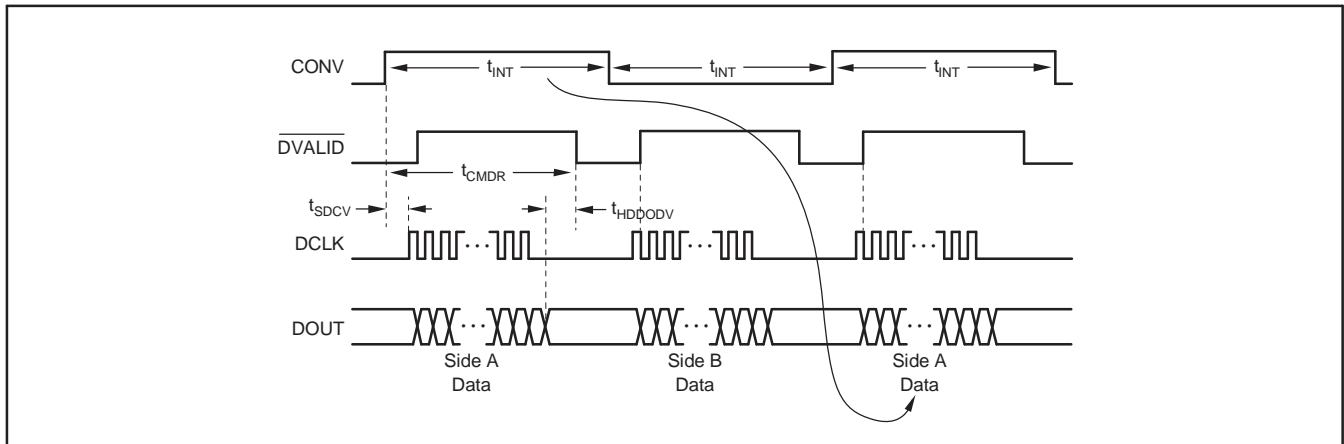 CONV
tINT
tINT
tINT
DVALID
tCMDR
tSDCV
tHDDODV
DCLK
DOUT
Side A
Data
Side B
Data
Side A
Data